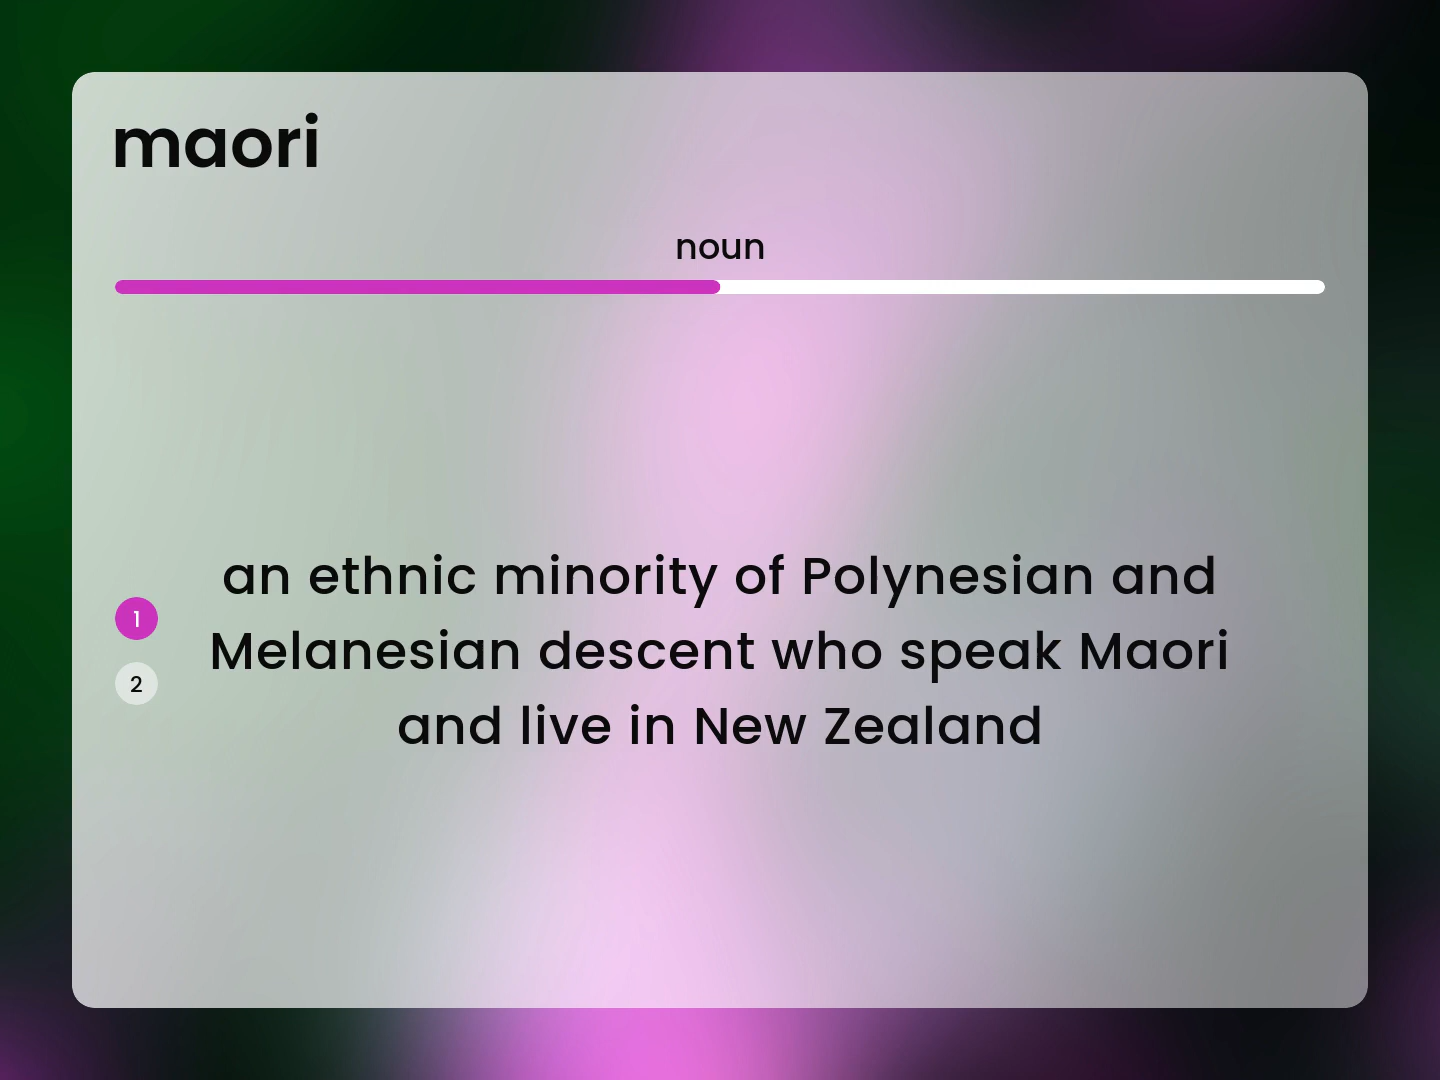 maori
noun
an ethnic minority of Polynesian and
1
Melanesian descent who speak Maori
2
and live in New Zealand